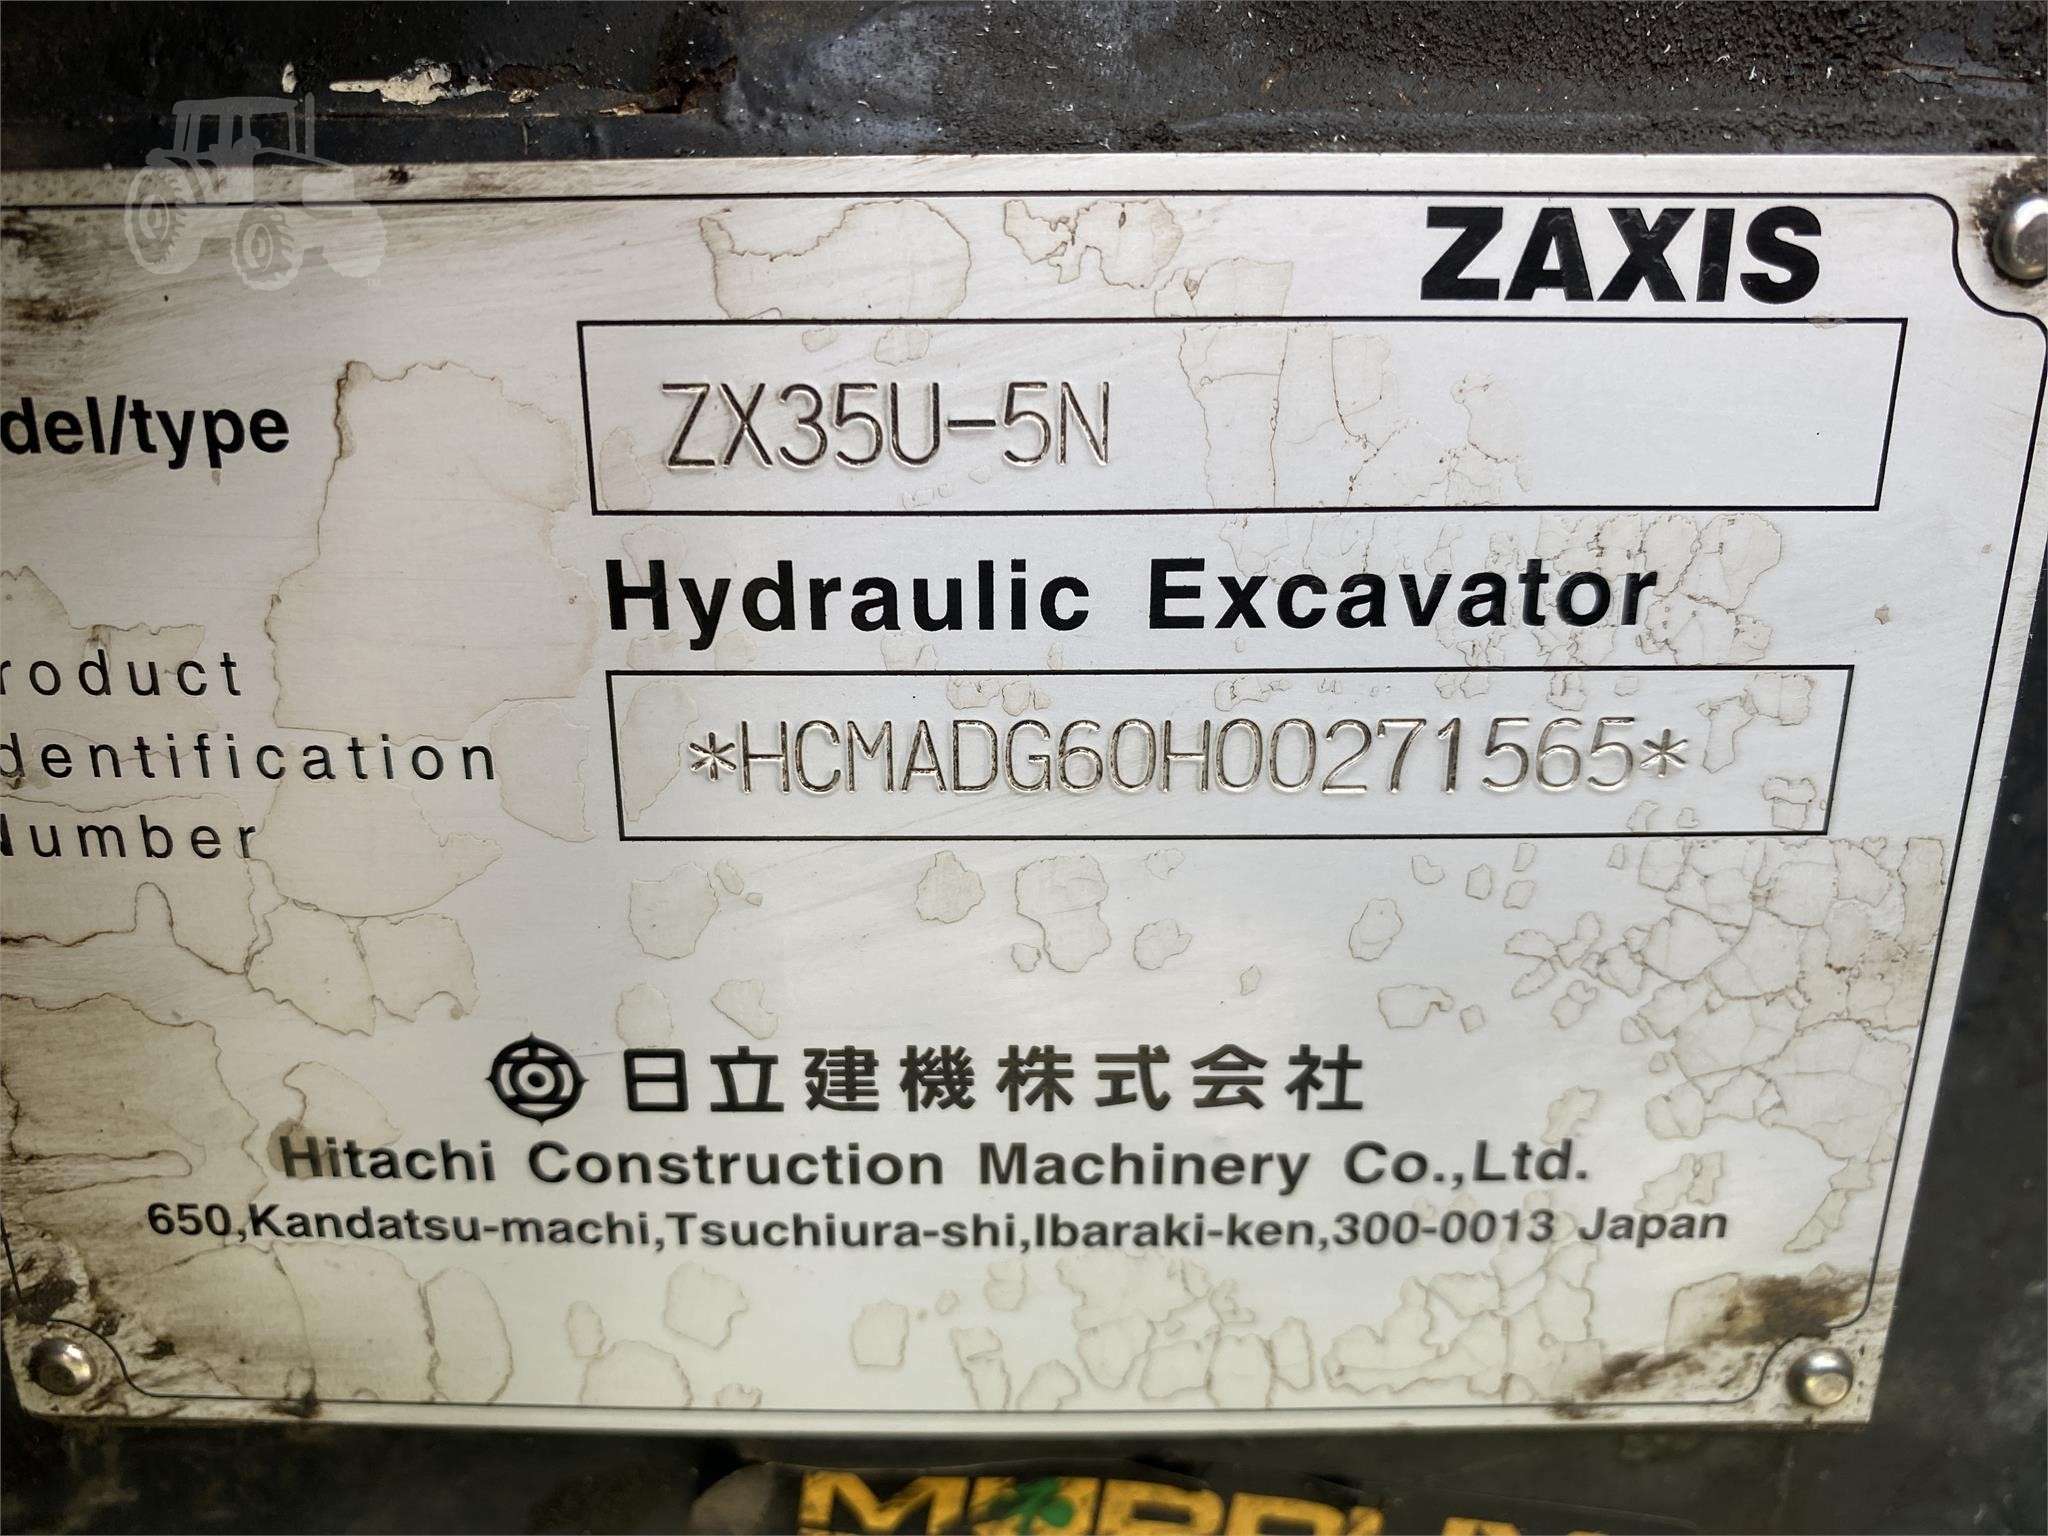 ZAXIS
del/type
ZX35U-5N
Hydraulic Excavator
roduct
dentification
umber
*HCMADG60H00271565*
日立建機株式会社
Hitachi Construction Machinery Co.,Ltd.
650,Kandatsu-machi,Tsuchiura-shi,Ibaraki-ken,300-0013 Japan